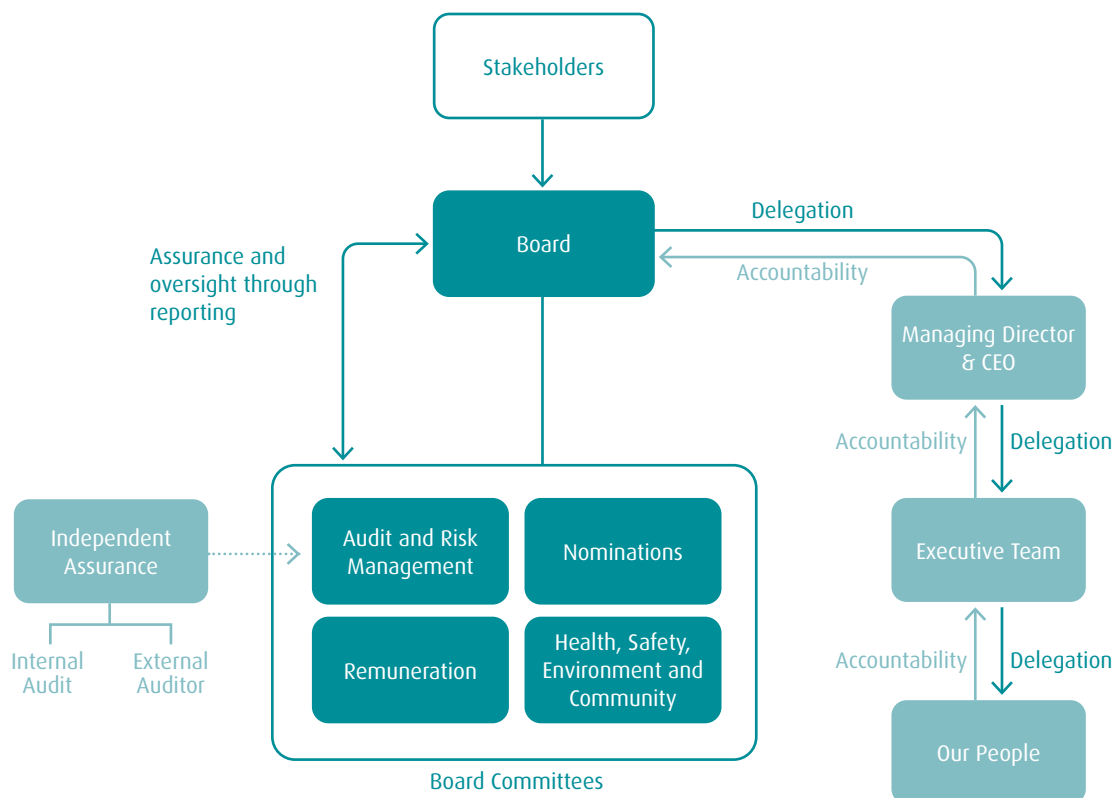 Stakeholders
Board
Delegation
Accountability
Assurance and
oversight through
reporting
Managing Director
& CEO
Accountability
Delegation
Independent
Assurance
Internal
Audit
External
Auditor
Audit and Risk
Management
Nominations
Remuneration
Health, Safety,
Environment and
Community
Board Committees
Executive Team
Accountability
Delegation
Our People